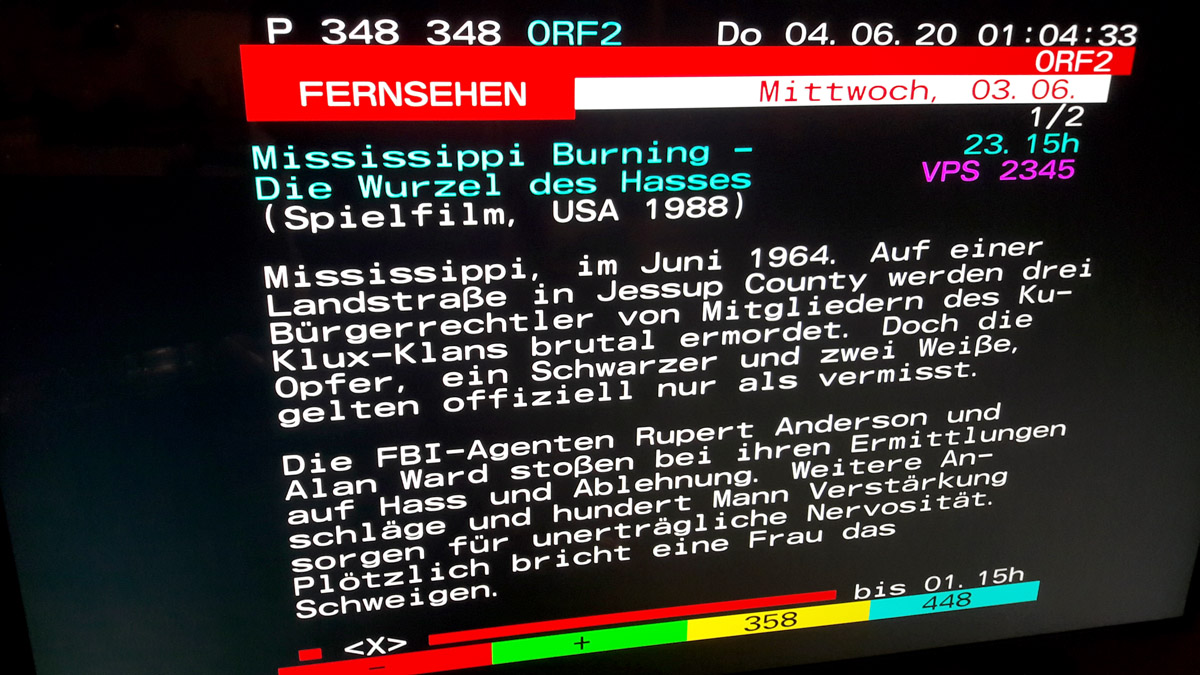 P 348 348 ORF2 Do 04.06.20 01:04:33
ORF2
FERNSEHEN Mittwoch, 03.06.
1/2
Mississippi Burning – 23.15h
Die Wurzel des Hasses VPS 2345
(Spielfilm, USA 1988)
Mississippi, im Juni 1964. Auf einer
Landstraße in Jessup County werden drei
Bürgerrechtler von Mitgliedern des Ku-
Klux-Klans brutal ermordet. Doch die
Opfer, ein Schwarzer und zwei Weiße,
gelten offiziell nur als vermisst.
Die FBI-Agenten Rupert Anderson und
Alan Ward stoßen bei ihren Ermittlungen
auf Hass und Ablehnung. Weitere An-
schläge und hundert Mann Verstärkung
sorgen für unerträgliche Nervosität.
Plötzlich bricht eine Frau das
Schweigen.
bis 01.15h
<X>
– + 358 448